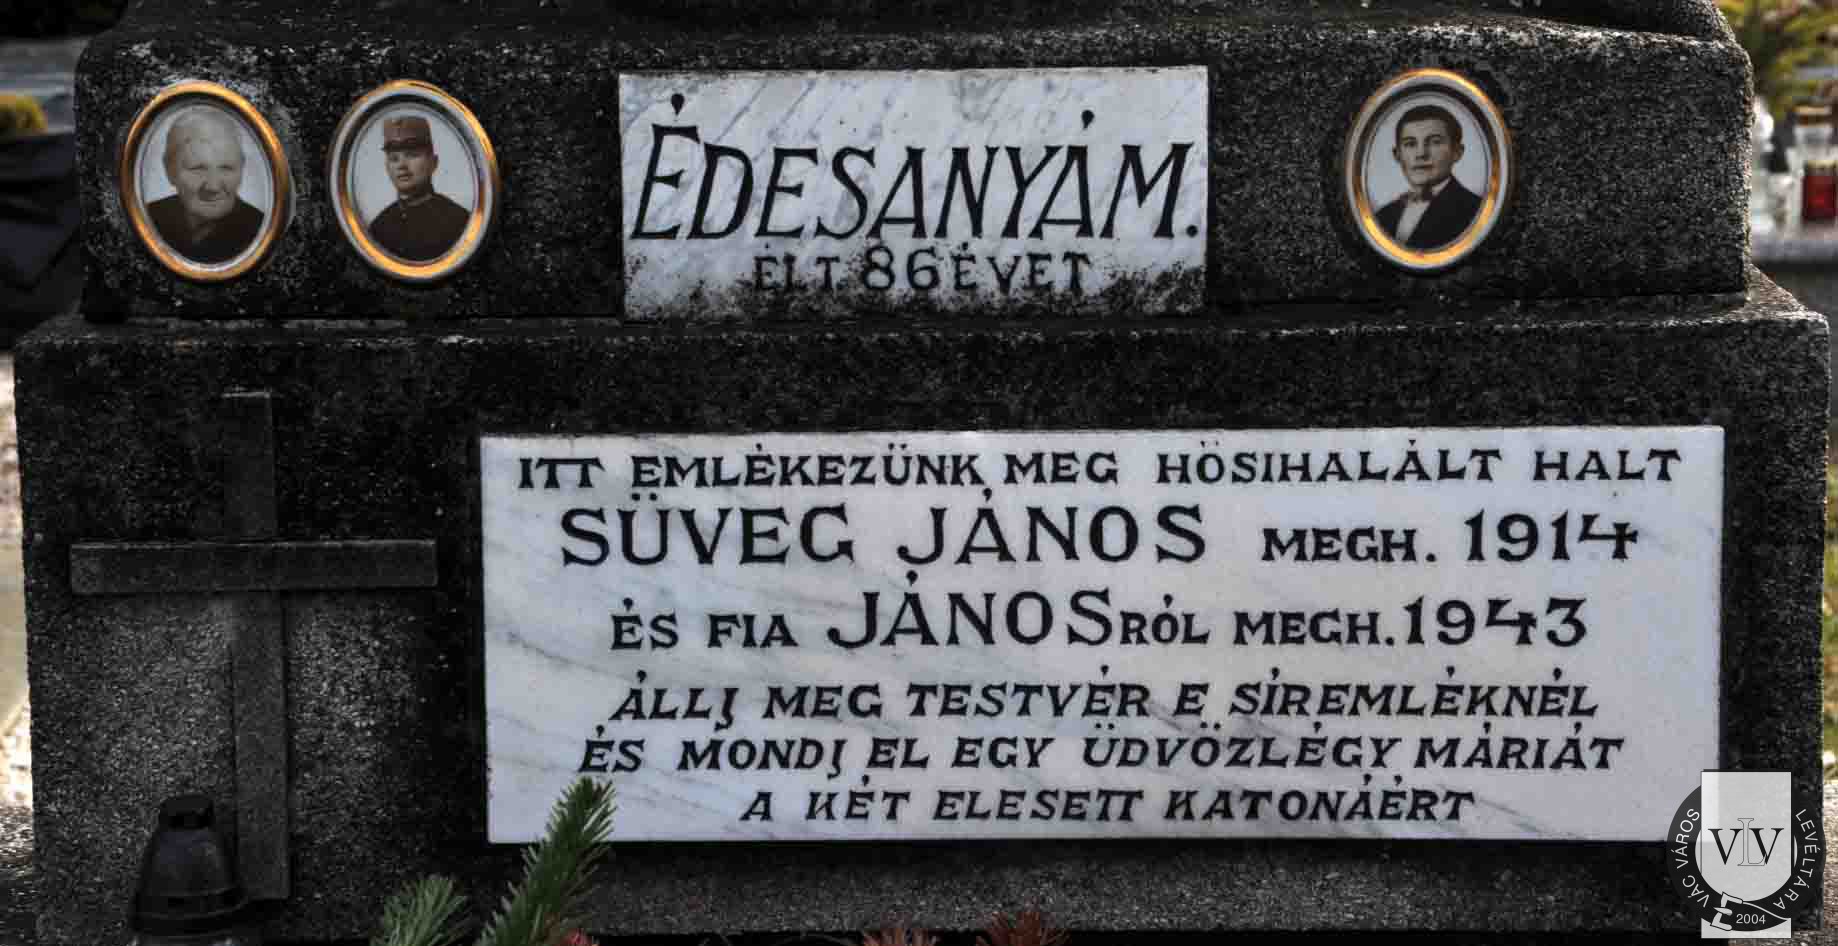 ÉDESANYÁM.
ÉLT 86 ÉVET
ITT EMLÉKEZÜNK MEG HÖSIHALÁLT HALT
SÜVEG JÁNOS MEGH. 1914
ÉS FIA JÁNOSRÓL MEGH. 1943
ÁLLJ MEG TESTVÉR E SÍREMLÉKNÉL
ÉS MONDJ EL EGY ÜDVÖZLÉGY MÁRIÁT
A KÉT ELESETT KATONÁÉRT
VÁC VÁROS LEVÉLTÁRA
VLV
2004